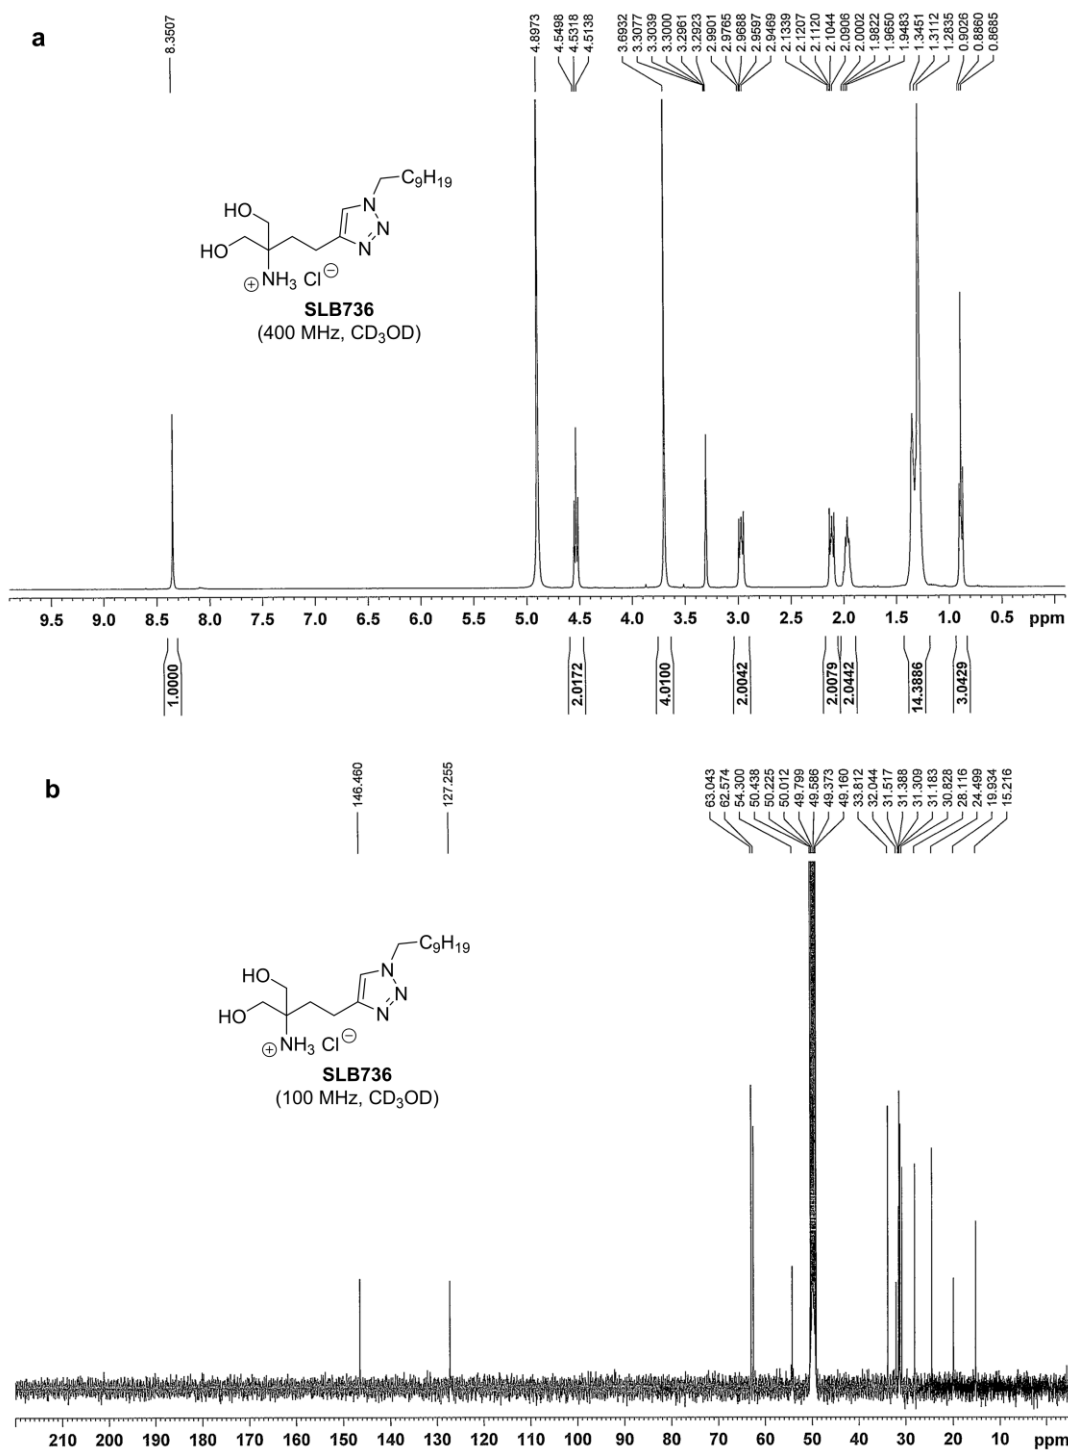 a
8.3507
4.8973
4.5498
4.5318
4.5138
3.6932
3.3077
3.3039
3.3000
3.2961
3.2923
2.9901
2.9765
2.9688
2.9597
2.9469
2.1339
2.1207
2.1120
2.1044
2.0906
2.0002
1.9822
1.9650
1.9483
1.3451
1.3112
1.2835
0.9026
0.8860
0.8685
C9H19
HO
N
N
HO
N
⊕ NH3 Cl⊖
SLB736
(400 MHz, CD3OD)
9.5 9.0 8.5 8.0 7.5 7.0 6.5 6.0 5.5 5.0 4.5 4.0 3.5 3.0 2.5 2.0 1.5 1.0 0.5 ppm
1.0000
2.0172
4.0100
2.0042
2.0079
2.0442
14.3886
3.0429
b
146.460
127.255
63.043
62.574
54.300
50.438
50.225
50.012
49.799
49.586
49.373
49.160
33.812
32.044
31.517
31.388
31.309
31.183
30.828
28.116
24.499
19.934
15.216
C9H19
HO
N
N
HO
N
⊕ NH3 Cl⊖
SLB736
(100 MHz, CD3OD)
210 200 190 180 170 160 150 140 130 120 110 100 90 80 70 60 50 40 30 20 10 ppm